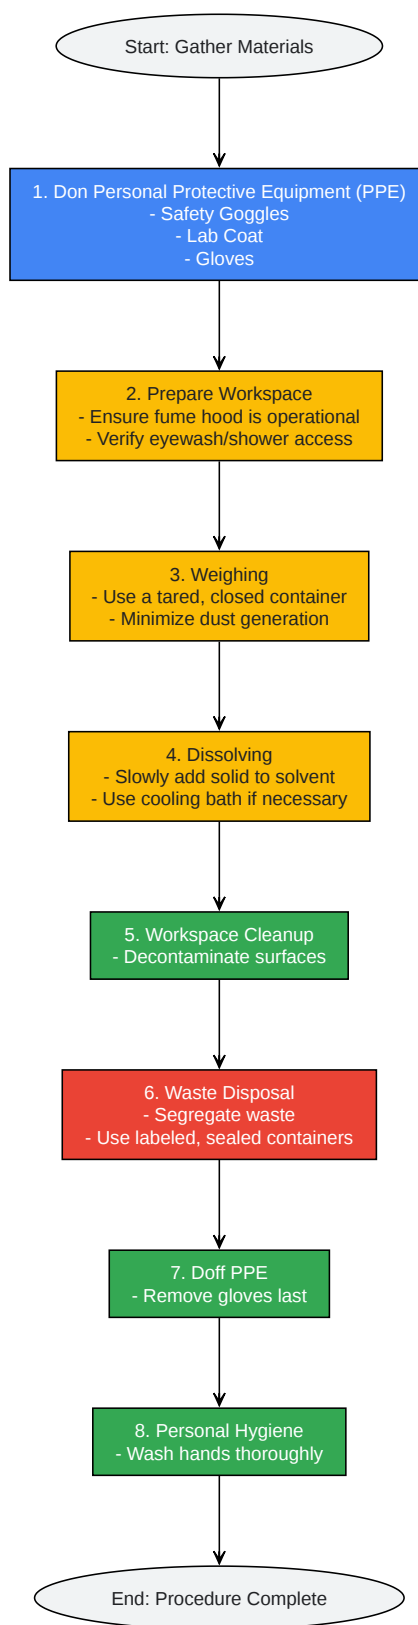 Start: Gather Materials
1. Don Personal Protective Equipment (PPE)
- Safety Goggles
- Lab Coat
- Gloves
2. Prepare Workspace
- Ensure fume hood is operational
- Verify eyewash/shower access
3. Weighing
- Use a tared, closed container
- Minimize dust generation
4. Dissolving
- Slowly add solid to solvent
- Use cooling bath if necessary
5. Workspace Cleanup
- Decontaminate surfaces
6. Waste Disposal
- Segregate waste
- Use labeled, sealed containers
7. Doff PPE
- Remove gloves last
8. Personal Hygiene
- Wash hands thoroughly
End: Procedure Complete